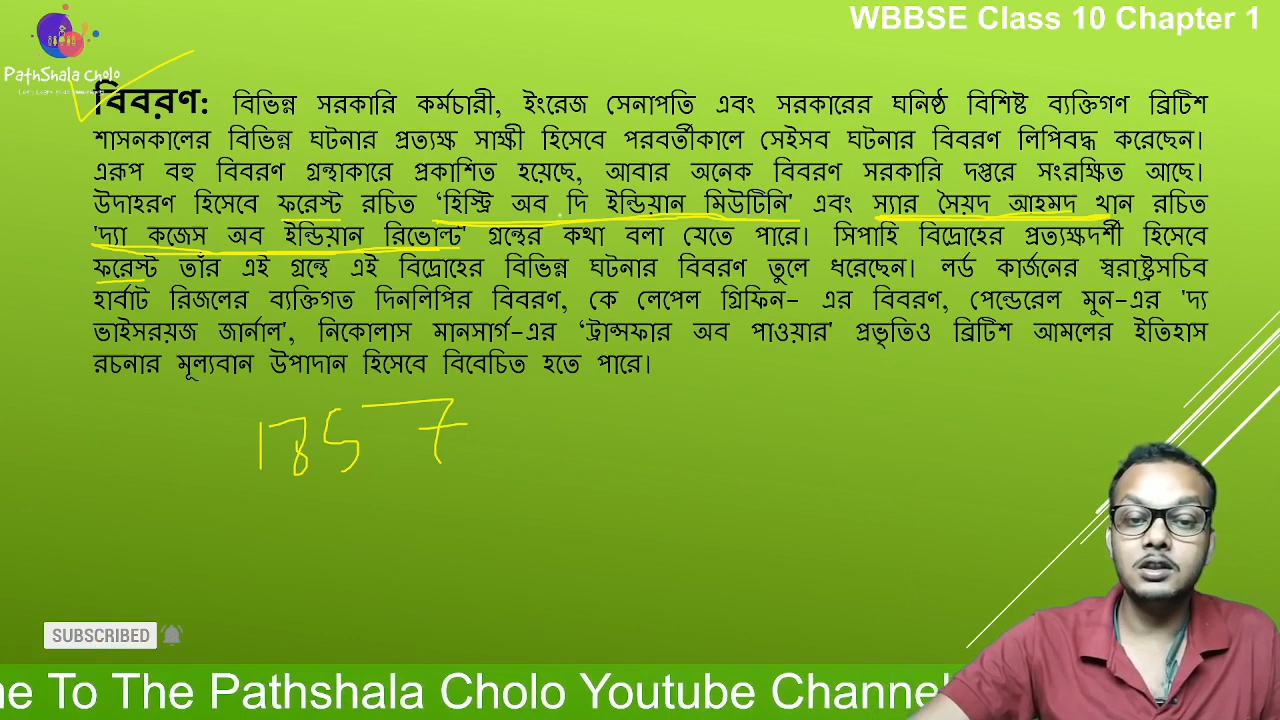 WBBSE Class 10 Chapter 1
PathShala Cholo
বিবরণ: বিভিন্ন সরকারি কর্মচারী, ইংরেজ সেনাপতি এবং সরকারের ঘনিষ্ঠ বিশিষ্ট ব্যক্তিগণ ব্রিটিশ
শাসনকালের বিভিন্ন ঘটনার প্রত্যক্ষ সাক্ষী হিসেবে পরবর্তীকালে সেইসব ঘটনার বিবরণ লিপিবদ্ধ করেছেন।
এরূপ বহু বিবরণ গ্রন্থাকারে প্রকাশিত হয়েছে, আবার অনেক বিবরণ সরকারি দপ্তরে সংরক্ষিত আছে।
উদাহরণ হিসেবে ফরেস্ট রচিত ‘হিস্ট্রি অব দি ইন্ডিয়ান মিউটিনি' এবং স্যার সৈয়দ আহমদ খান রচিত
'দ্যা কজেস অব ইন্ডিয়ান রিভোল্ট' গ্রন্থের কথা বলা যেতে পারে। সিপাহি বিদ্রোহের প্রত্যক্ষদর্শী হিসেবে
ফরেস্ট তাঁর এই গ্রন্থে এই বিদ্রোহের বিভিন্ন ঘটনার বিবরণ তুলে ধরেছেন। লর্ড কার্জনের স্বরাষ্ট্রসচিব
হার্বাট রিজলের ব্যক্তিগত দিনলিপির বিবরণ, কে লেপেল গ্রিফিন- এর বিবরণ, পেন্ডেরেল মুন-এর 'দ্য
ভাইসরয়জ জার্নাল', নিকোলাস মানসার্গ-এর ‘ট্রান্সফার অব পাওয়ার' প্রভৃতিও ব্রিটিশ আমলের ইতিহাস
রচনার মূল্যবান উপাদান হিসেবে বিবেচিত হতে পারে।
1857
SUBSCRIBED
ne To The Pathshala Cholo Youtube Channel